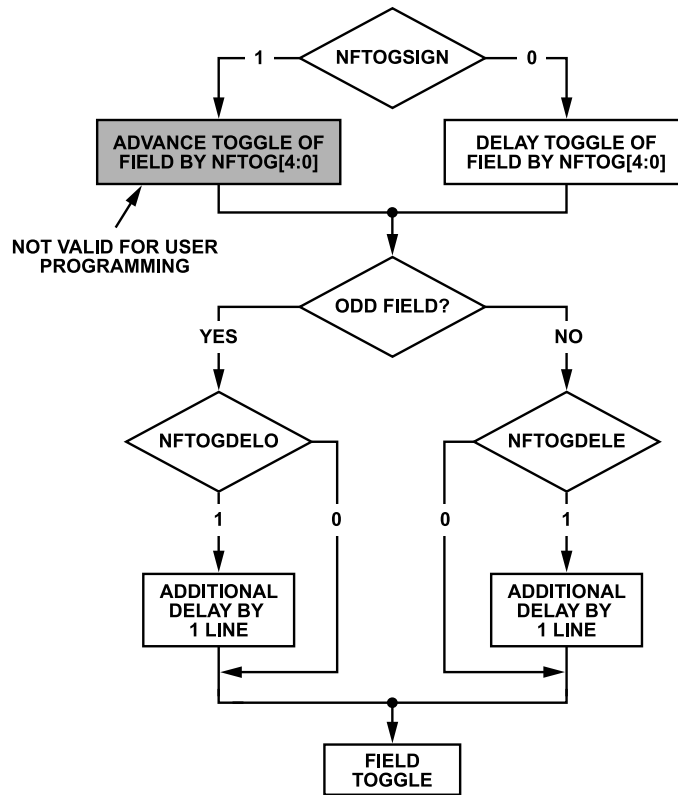 NFTOGSIGN
1
0
ADVANCE TOGGLE OF
FIELD BY NFTOG[4:0]
DELAY TOGGLE OF
FIELD BY NFTOG[4:0]
NOT VALID FOR USER
PROGRAMMING
ODD FIELD?
YES
NO
NFTOGDELO
NFTOGDELE
1
0
0
1
ADDITIONAL
DELAY BY
1 LINE
ADDITIONAL
DELAY BY
1 LINE
FIELD
TOGGLE